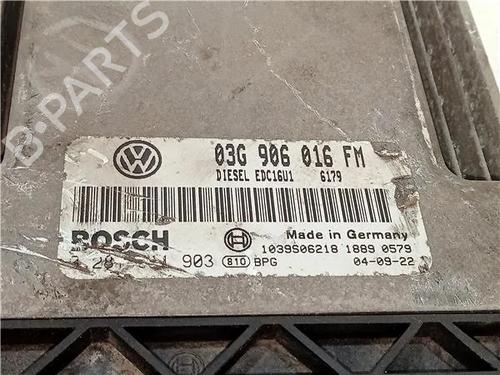 B-PARTS
03G 906 016 FM
DIESEL EDC16U1 6179
BOSCH
Made in Germany
1039S06218 1889 0579
903 810 BPG 04-09-22